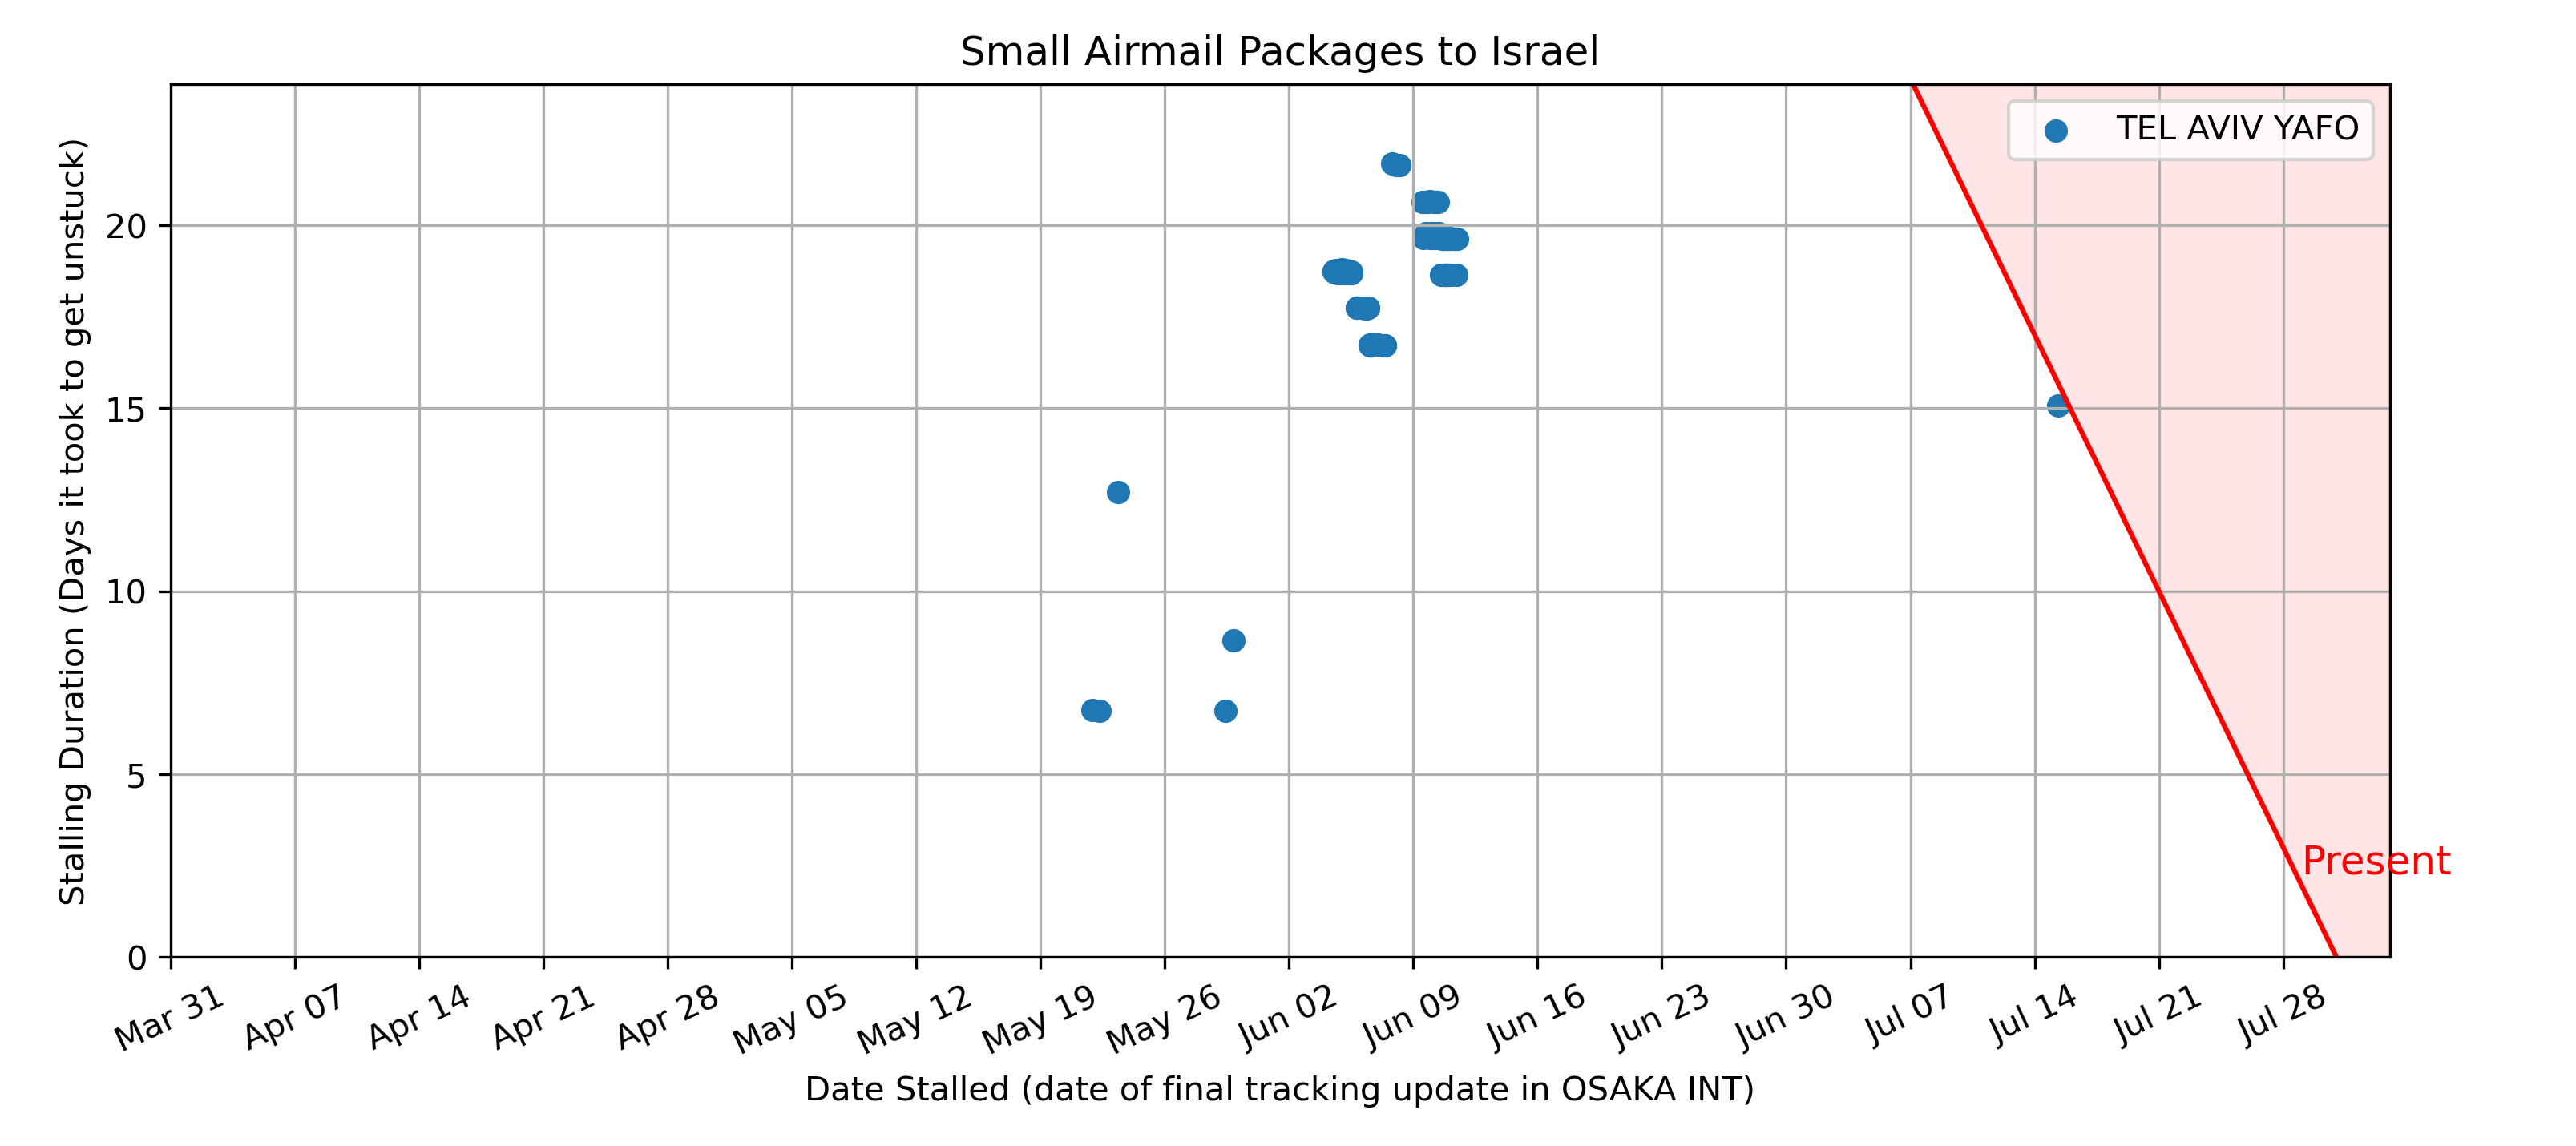 Small Airmail Packages to Israel
TEL AVIV YAFO
Stalling Duration (Days it took to get unstuck)
20
15
10
5
0
Present
Mar 31
Apr 07
Apr 14
Apr 21
Apr 28
May 05
May 12
May 19
May 26
Jun 02
Jun 09
Jun 16
Jun 23
Jun 30
Jul 07
Jul 14
Jul 21
Jul 28
Date Stalled (date of final tracking update in OSAKA INT)